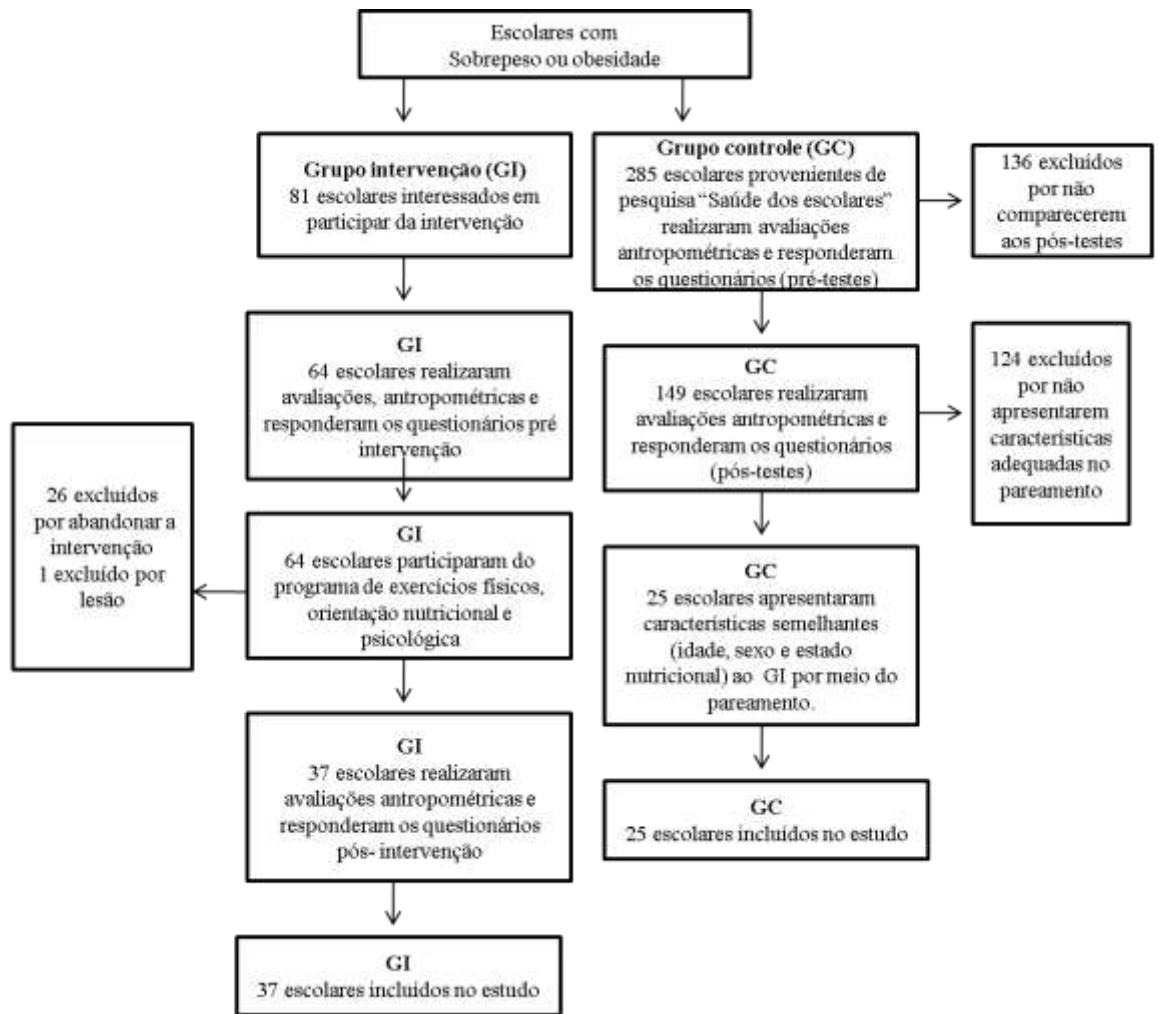 Escolares com
Sobrepeso ou obesidade
Grupo intervenção (GI)
81 escolares interessados em
participar da intervenção
Grupo controle (GC)
285 escolares provenientes de
pesquisa “Saúde dos escolares”
realizaram avaliações
antropométricas e responderam
os questionários (pré-testes)
136 excluídos
por não
comparecerem
aos pós-testes
GI
64 escolares realizaram
avaliações, antropométricas e
responderam os questionários pré
intervenção
GC
149 escolares realizaram
avaliações antropométricas e
responderam os questionários
(pós-testes)
124 excluídos
por não
apresentarem
características
adequadas no
pareamento
26 excluídos
por abandonar a
intervenção
1 excluído por
lesão
GI
64 escolares participaram do
programa de exercícios físicos,
orientação nutricional e
psicológica
GC
25 escolares apresentaram
características semelhantes
(idade, sexo e estado
nutricional) ao GI por meio do
pareamento.
GI
37 escolares realizaram
avaliações antropométricas e
responderam os questionários
pós- intervenção
GC
25 escolares incluídos no estudo
GI
37 escolares incluídos no estudo